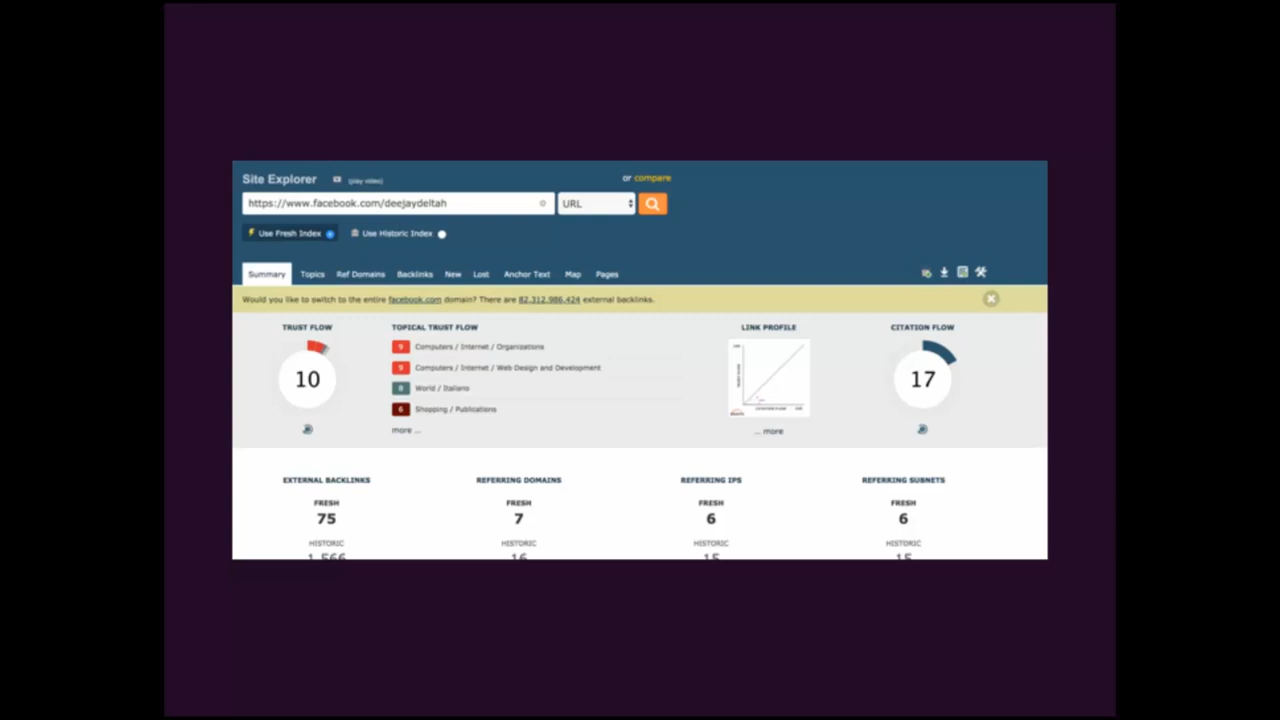 Site Explorer (play video) or compare
https://www.facebook.com/deejaydeltah URL
Use Fresh Index Use Historic Index
Summary Topics Ref Domains Backlinks New Lost Anchor Text Map Pages
Would you like to switch to the entire facebook.com domain? There are 82,312,986,424 external backlinks.
TRUST FLOW TOPICAL TRUST FLOW LINK PROFILE CITATION FLOW
9 Computers / Internet / Organizations
9 Computers / Internet / Web Design and Development
10 17
8 World / Italiano
6 Shopping / Publications
more ... ... more
EXTERNAL BACKLINKS REFERRING DOMAINS REFERRING IPS REFERRING SUBNETS
FRESH FRESH FRESH FRESH
75 7 6 6
HISTORIC HISTORIC HISTORIC HISTORIC
1,566 16 15 15